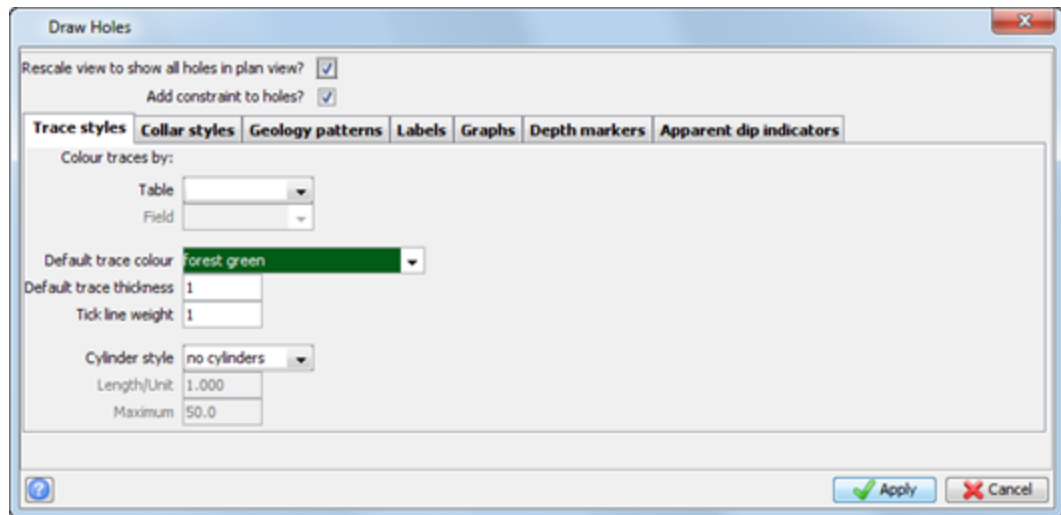 Draw Holes
Rescale view to show all holes in plan view?
Add constraint to holes?
Trace styles Collar styles Geology patterns Labels Graphs Depth markers Apparent dip indicators
Colour traces by:
Table
Field
Default trace colour forest green
Default trace thickness 1
Tick line weight 1
Cylinder style no cylinders
Length/Unit 1.000
Maximum 50.0
Apply Cancel